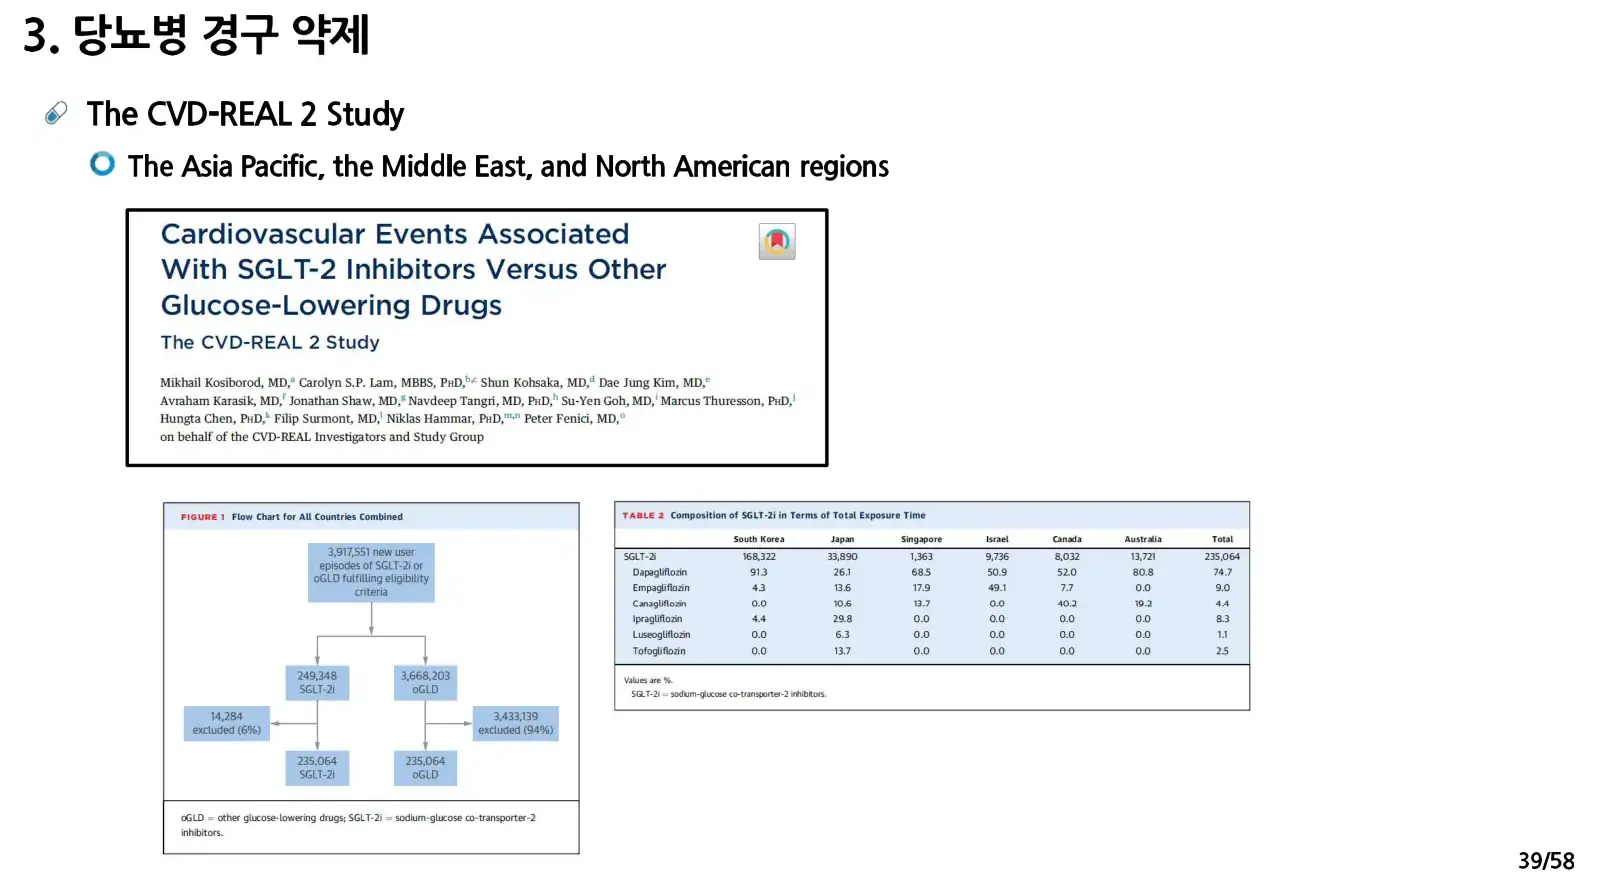 3. 당뇨병 경구 약제
The CVD-REAL 2 Study
The Asia Pacific, the Middle East, and North American regions
Cardiovascular Events Associated
With SGLT-2 Inhibitors Versus Other
Glucose-Lowering Drugs
The CVD-REAL 2 Study
Mikhail Kosiborod, MD,a Carolyn S.P. Lam, MBBS, PHD,b,c Shun Kohsaka, MD,d Dae Jung Kim, MD,e
Avraham Karasik, MD,f Jonathan Shaw, MD,g Navdeep Tangri, MD, PHD,h Su-Yen Goh, MD,i Marcus Thuresson, PHD,j
Hungta Chen, PHD,k Filip Surmont, MD,l Niklas Hammar, PHD,m,n Peter Fenici, MD,o
on behalf of the CVD-REAL Investigators and Study Group
FIGURE 1 Flow Chart for All Countries Combined
3,917,551 new user
episodes of SGLT-2i or
oGLD fulfilling eligibility
criteria
249,348
SGLT-2i
3,668,203
oGLD
14,284
excluded (6%)
3,433,139
excluded (94%)
235,064
SGLT-2i
235,064
oGLD
oGLD = other glucose-lowering drugs; SGLT-2i = sodium-glucose co-transporter-2
inhibitors.
TABLE 2 Composition of SGLT-2i in Terms of Total Exposure Time
South Korea Japan Singapore Israel Canada Australia Total
SGLT-2i 168,322 33,890 1,363 9,736 8,032 13,721 235,064
Dapagliflozin 91.3 26.1 68.5 50.9 52.0 80.8 74.7
Empagliflozin 4.3 13.6 17.9 49.1 7.7 0.0 9.0
Canagliflozin 0.0 10.6 13.7 0.0 40.2 19.2 4.4
Ipragliflozin 4.4 29.8 0.0 0.0 0.0 0.0 8.3
Luseogliflozin 0.0 6.3 0.0 0.0 0.0 0.0 1.1
Tofogliflozin 0.0 13.7 0.0 0.0 0.0 0.0 2.5
Values are %.
SGLT-2i = sodium-glucose co-transporter-2 inhibitors.
39/58